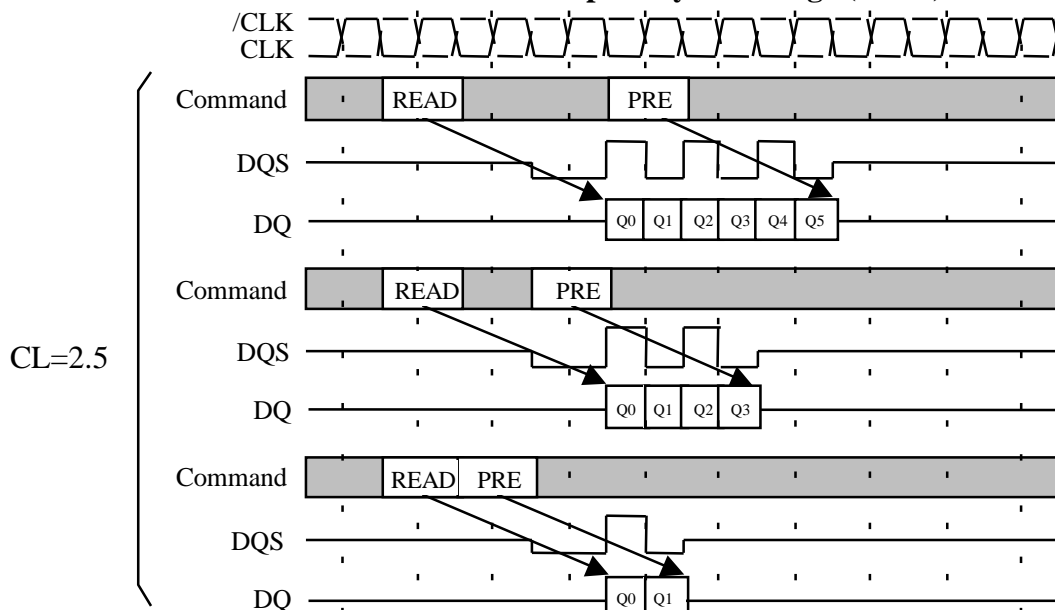 /CLK
CLK
Command READ PRE
DQS
DQ Q0 Q1 Q2 Q3 Q4 Q5
Command READ PRE
CL=2.5
DQS
DQ Q0 Q1 Q2 Q3
Command READ PRE
DQS
DQ Q0 Q1